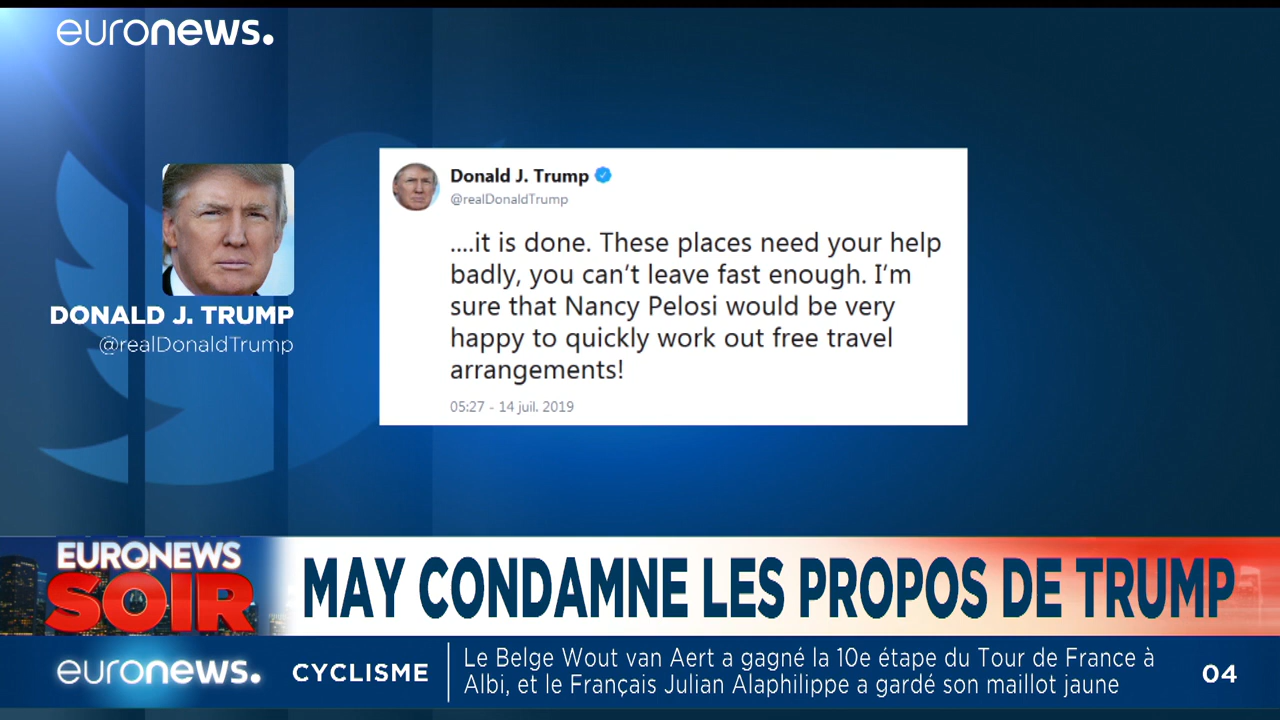 euronews.
DONALD J. TRUMP
@realDonaldTrump
Donald J. Trump
@realDonaldTrump
....it is done. These places need your help
badly, you can't leave fast enough. I'm
sure that Nancy Pelosi would be very
happy to quickly work out free travel
arrangements!
05:27 - 14 juil. 2019
EURONEWS
SOIR
MAY CONDAMNE LES PROPOS DE TRUMP
euronews.
CYCLISME
Le Belge Wout van Aert a gagné la 10e étape du Tour de France à
Albi, et le Français Julian Alaphilippe a gardé son maillot jaune
04